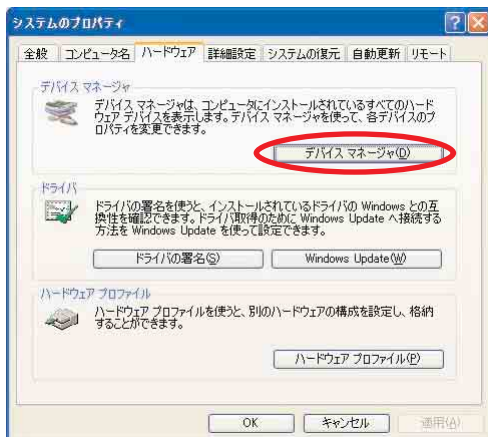 システムのプロパティ
全般 コンピュータ名 ハードウェア 詳細設定 システムの復元 自動更新 リモート
デバイス マネージャ
デバイス マネージャは、コンピュータにインストールされているすべてのハード
ウェア デバイスを表示します。デバイス マネージャを使って、各デバイスのプ
ロパティを変更できます。
デバイス マネージャ(D)
ドライバ
ドライバの署名を使うと、インストールされているドライバの Windows との互
換性を確認できます。ドライバ取得のために Windows Update へ接続する
方法を Windows Update を使って設定できます。
ドライバの署名(S) Windows Update(W)
ハードウェア プロファイル
ハードウェア プロファイルを使うと、別のハードウェアの構成を設定し、格納
することができます。
ハードウェア プロファイル(P)
OK キャンセル 適用(A)